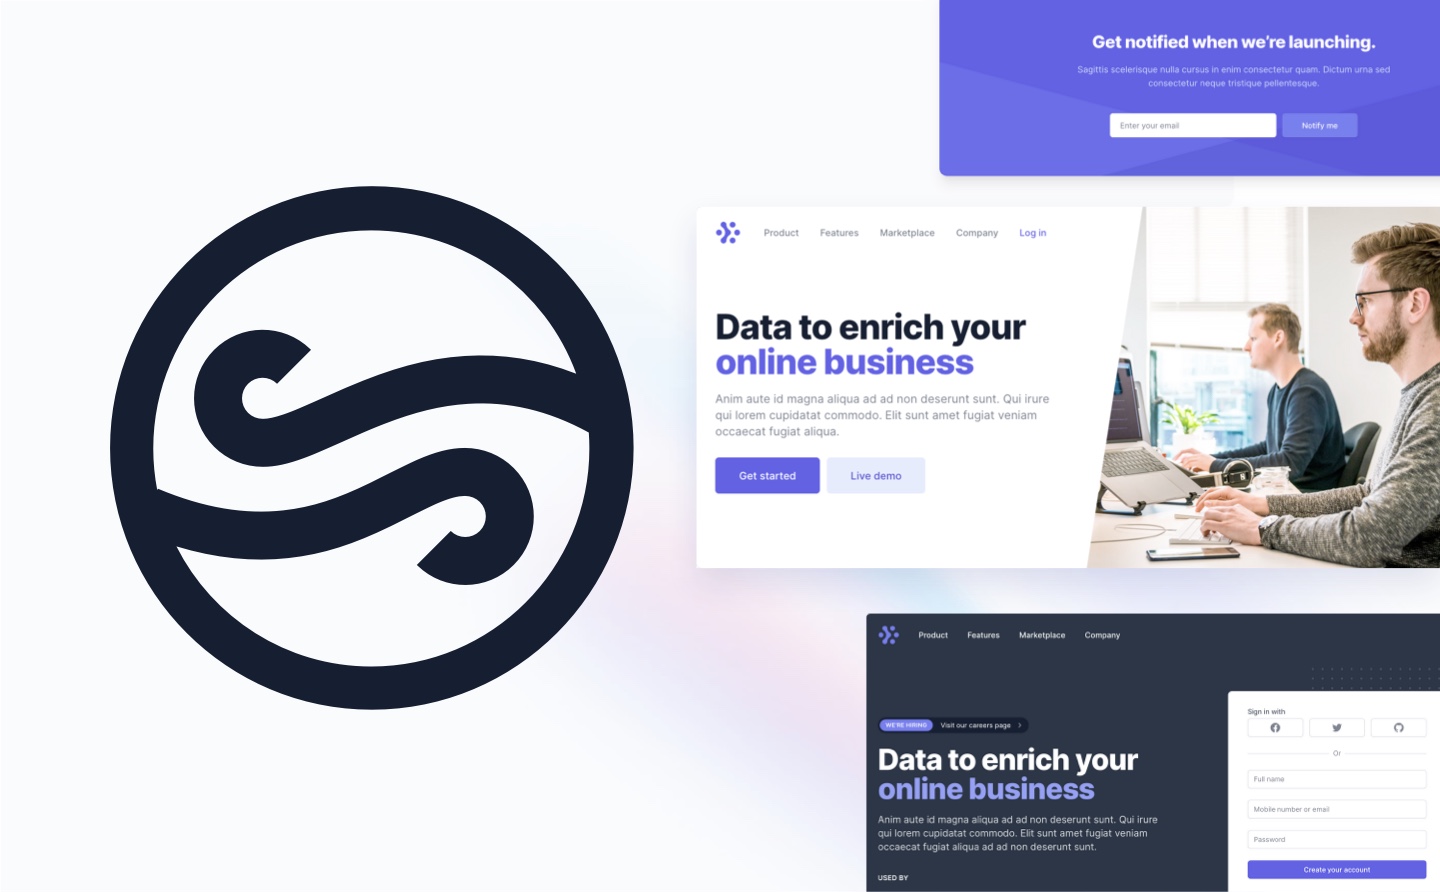 Get notified when we're launching.
Sagittis scelerisque nulla cursus in enim consectetur quam. Dictum urna sed
consectetur neque tristique pellentesque.
Enter your email
Notify me
Product Features Marketplace Company Log in
Data to enrich your
online business
Anim aute id magna aliqua ad ad non deserunt sunt. Qui irure
qui lorem cupidatat commodo. Elit sunt amet fugiat veniam
occaecat fugiat aliqua.
Get started
Live demo
Product Features Marketplace Company
WE'RE HIRING Visit our careers page
Data to enrich your
online business
Anim aute id magna aliqua ad ad non deserunt sunt. Qui irure
qui lorem cupidatat commodo. Elit sunt amet fugiat veniam
occaecat fugiat aliqua ad ad non deserunt sunt.
USED BY
Sign in with
Or
Full name
Mobile number or email
Password
Create your account